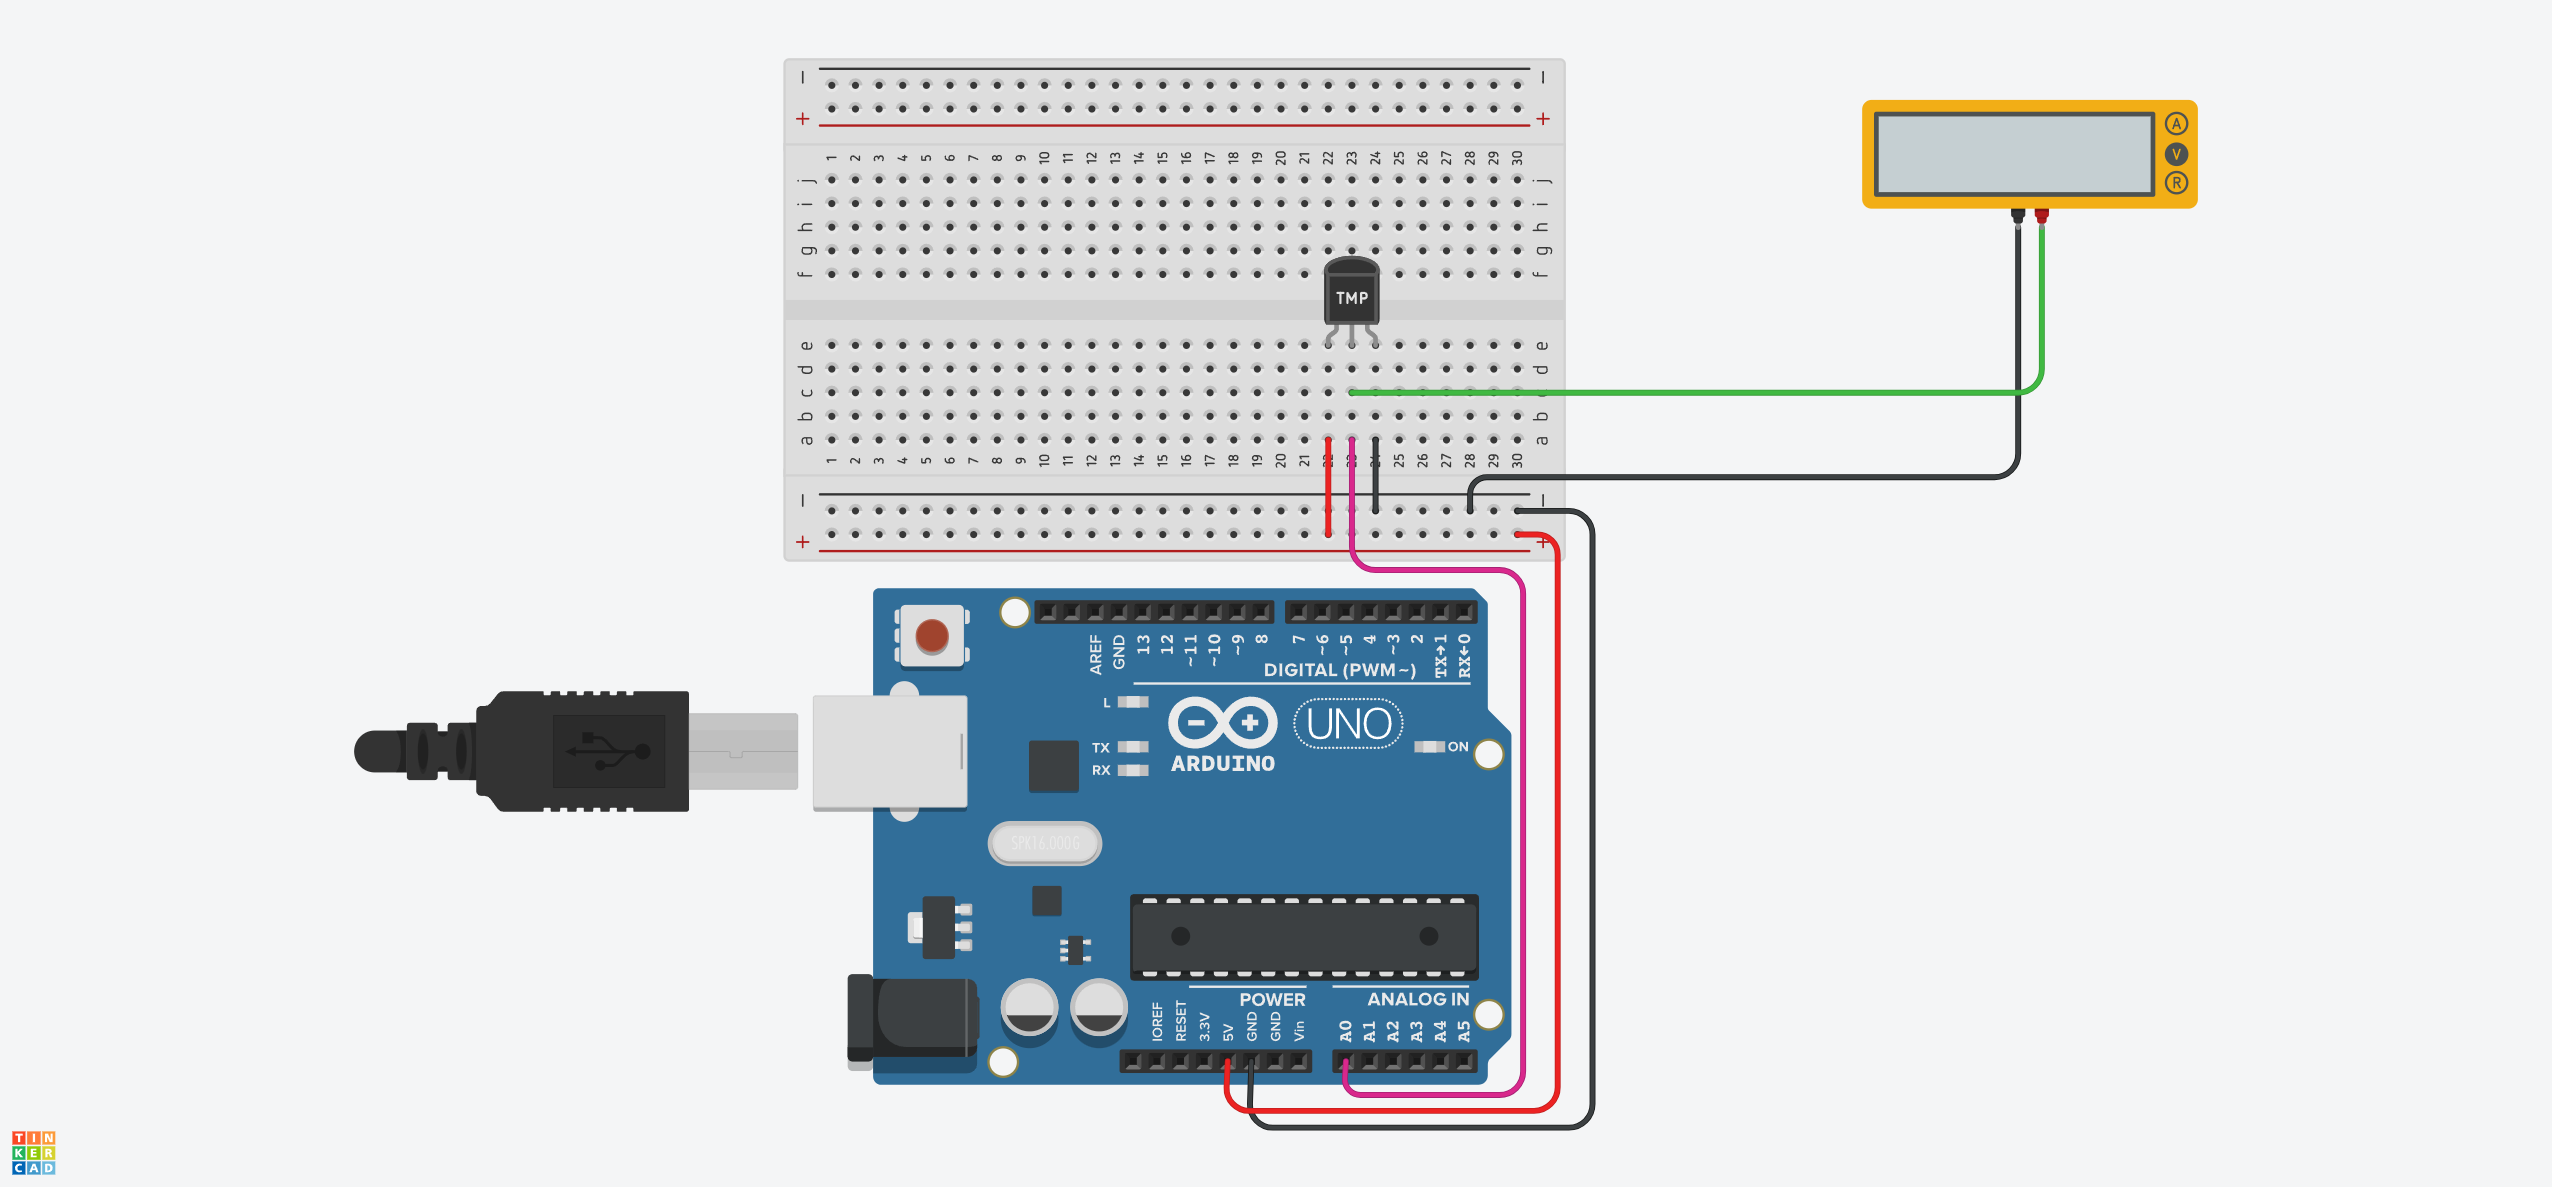 − −
+ +
1 2 3 4 5 6 7 8 9 10 11 12 13 14 15 16 17 18 19 20 21 22 23 24 25 26 27 28 29 30
j j
i i
h h
g g
f f
TMP
e e
d d
c
b b
a a
1 2 3 4 5 6 7 8 9 10 11 12 13 14 15 16 17 18 19 20 21 25 26 27 28 29 30
− −
+ +
A
V
R
AREF GND 13 12 ~11 ~10 ~9 8 7 ~6 ~5 4 ~3 2 TX→1 RX←0
DIGITAL (PWM ~)
L
TX
RX
ARDUINO
UNO
ON
SPK16.000G
POWER ANALOG IN
IOREF RESET 3.3V 5V GND GND Vin A0 A1 A2 A3 A4 A5
TIN
KER
CAD